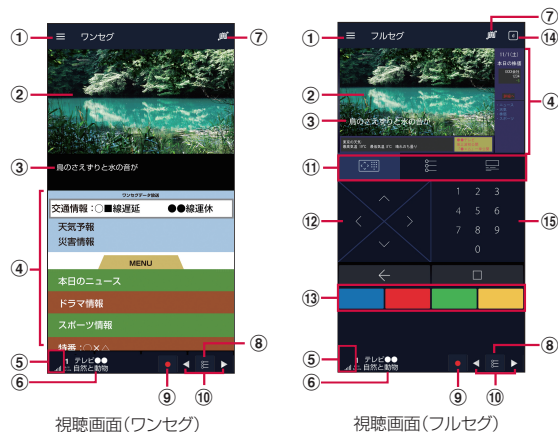 ① ワンセグ ⑦
②
③ 鳥のさえずりと水の音が
ワンセグデータ放送
交通情報：○■線遅延 ●●線運休
天気予報
災害情報
④
MENU
本日のニュース
ドラマ情報
スポーツ情報
特番：○×△
⑤ 1 テレビ●● ⑧
⑥ 自然と動物
⑨ ⑩
視聴画面（ワンセグ）
⑦
① フルセグ ⑭
11/1(土)
本日の株価
②
④
③ 鳥のさえずりと水の音が
⑪
1 2 3
⑫ 4 5 6 ⑮
7 8 9
0
⑬
⑤ 1 テレビ●● ⑧
⑥ 自然と動物
⑨ ⑩
視聴画面（フルセグ）